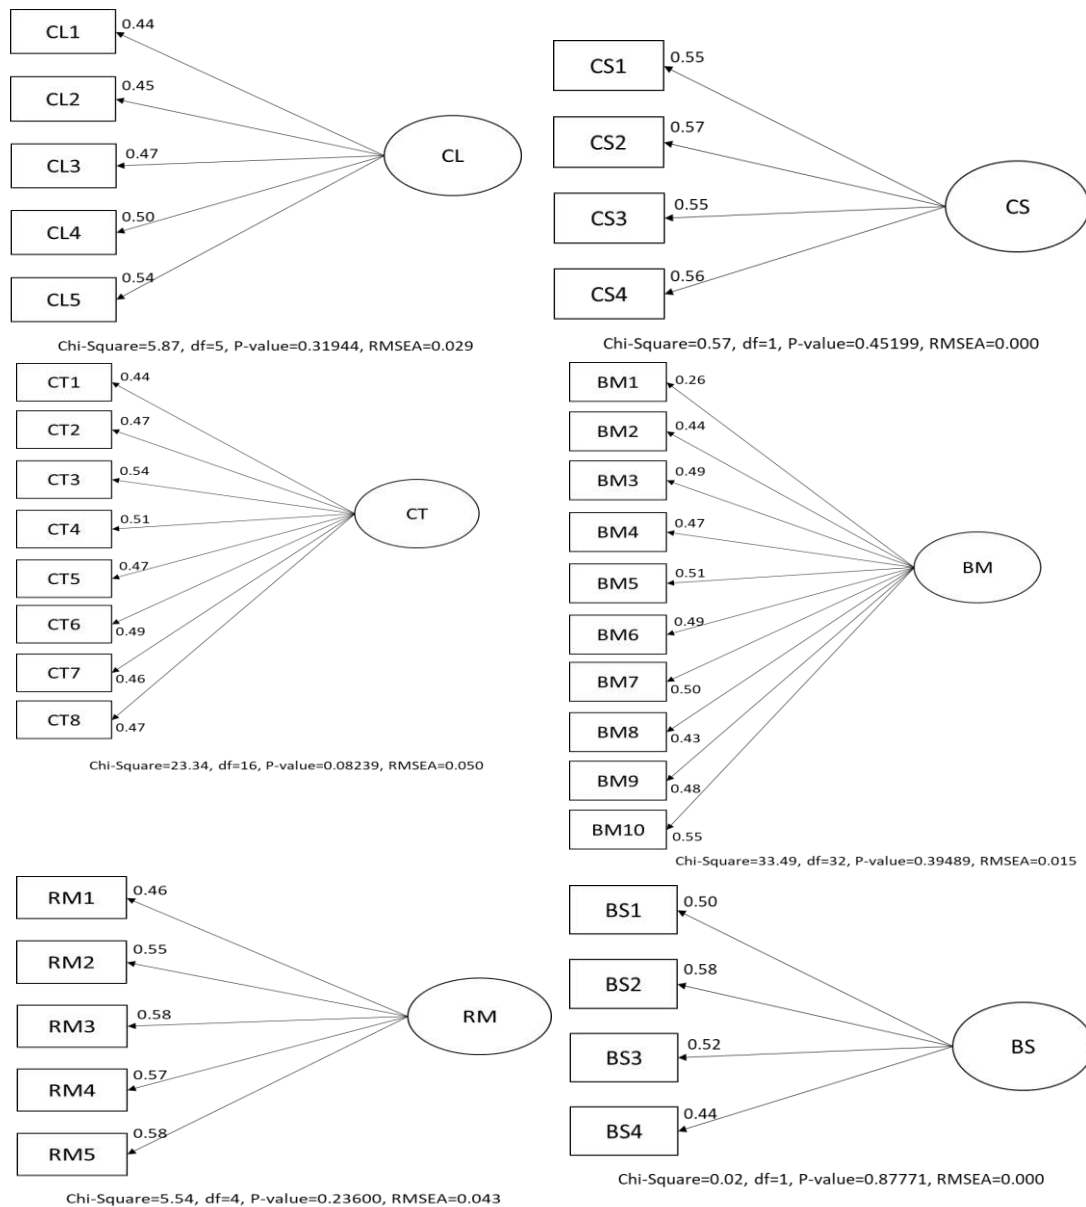 CL1
0.44
CL2
0.45
CL3
0.47
CL4
0.50
CL5
0.54
CL
Chi-Square=5.87, df=5, P-value=0.31944, RMSEA=0.029
CS1
0.55
CS2
0.57
CS3
0.55
CS4
0.56
CS
Chi-Square=0.57, df=1, P-value=0.45199, RMSEA=0.000
CT1
0.44
CT2
0.47
CT3
0.54
CT4
0.51
CT5
0.47
CT6
0.49
CT7
0.46
CT8
0.47
CT
Chi-Square=23.34, df=16, P-value=0.08239, RMSEA=0.050
BM1
0.26
BM2
0.44
BM3
0.49
BM4
0.47
BM5
0.51
BM6
0.49
BM7
0.50
BM8
0.43
BM9
0.48
BM10
0.55
BM
Chi-Square=33.49, df=32, P-value=0.39489, RMSEA=0.015
RM1
0.46
RM2
0.55
RM3
0.58
RM4
0.57
RM5
0.58
RM
Chi-Square=5.54, df=4, P-value=0.23600, RMSEA=0.043
BS1
0.50
BS2
0.58
BS3
0.52
BS4
0.44
BS
Chi-Square=0.02, df=1, P-value=0.87771, RMSEA=0.000